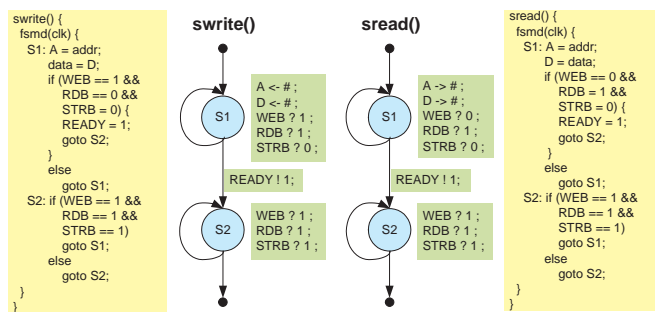 swrite() {
fsmd(clk) {
S1: A = addr;
data = D;
if (WEB == 1 &&
RDB == 0 &&
STRB = 0) {
READY = 1;
goto S2;
}
else
goto S1;
S2: if (WEB == 1 &&
RDB == 1 &&
STRB == 1)
goto S1;
else
goto S2;
}
}
swrite()
A <- # ;
D <- # ;
WEB ? 1 ;
RDB ? 1 ;
STRB ? 0 ;
S1
READY ! 1;
S2
WEB ? 1 ;
RDB ? 1 ;
STRB ? 1 ;
sread()
A -> # ;
D -> # ;
WEB ? 0 ;
RDB ? 1 ;
STRB ? 0 ;
S1
READY ! 1;
S2
WEB ? 1 ;
RDB ? 1 ;
STRB ? 1 ;
sread() {
fsmd(clk) {
S1: A = addr;
D = data;
if (WEB == 0 &&
RDB = 1 &&
STRB = 0) {
READY = 1;
goto S2;
}
else
goto S1;
S2: if (WEB == 1 &&
RDB == 1 &&
STRB == 1)
goto S1;
else
goto S2;
}
}